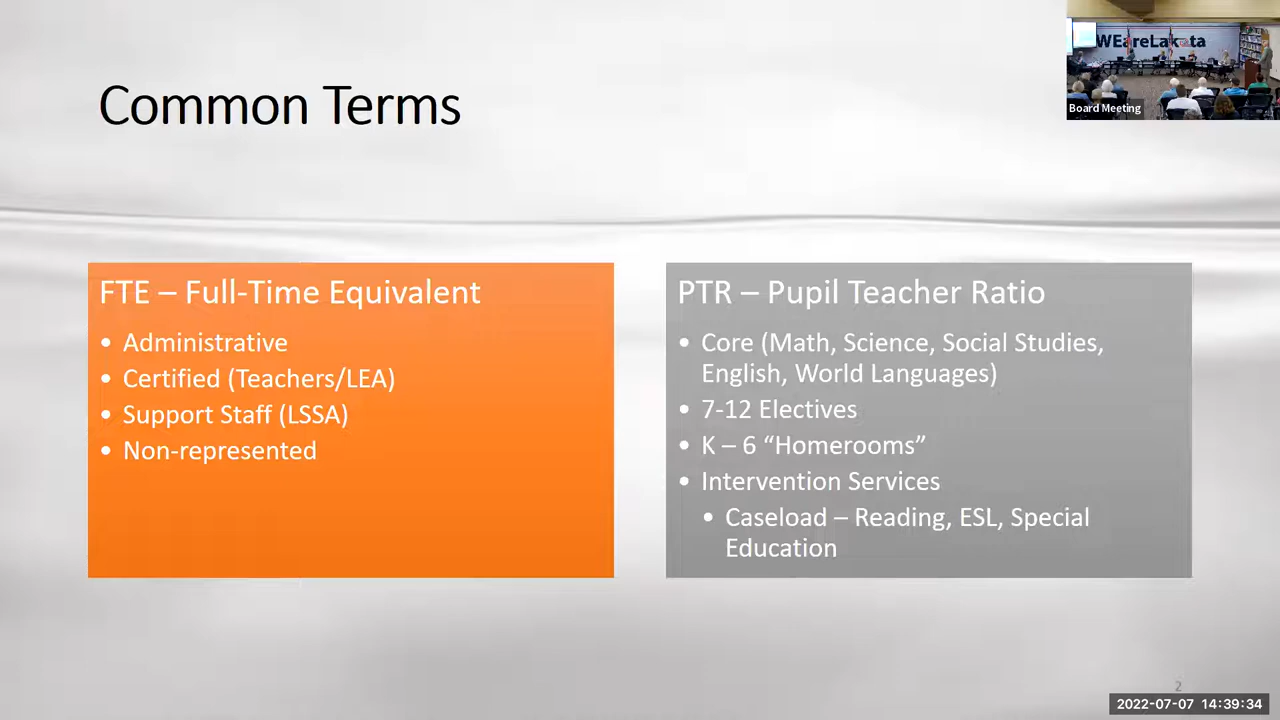 WEareLakota
Board Meeting
Common Terms
FTE – Full-Time Equivalent
• Administrative
• Certified (Teachers/LEA)
• Support Staff (LSSA)
• Non-represented
PTR – Pupil Teacher Ratio
• Core (Math, Science, Social Studies,
English, World Languages)
• 7-12 Electives
• K – 6 “Homerooms”
• Intervention Services
• Caseload – Reading, ESL, Special
Education
2
2022-07-07 14:39:34